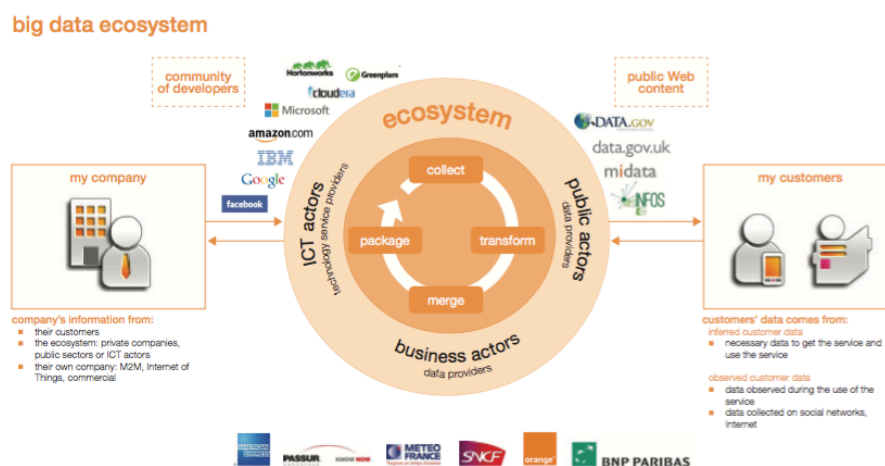 big data ecosystem
community
of developers
Hortonworks
Greenplum
cloudera
Microsoft
amazon.com
IBM
Google
facebook
public Web
content
DATA.GOV
data.gov.uk
midata
INFOS
my company
my customers
ecosystem
ICT actors
technology service providers
public actors
data providers
business actors
data providers
collect
transform
merge
package
company's information from:
their customers
the ecosystem: private companies,
public sectors or ICT actors
their own company: M2M, Internet of
Things, commercial
customers' data comes from:
inferred customer data
necessary data to get the service and
use the service
observed customer data
data observed during the use of the
service
data collected on social networks,
Internet
AMERICAN
EXPRESS
PASSUR
KNOW NOW.
METEO
FRANCE
SNCF
orange
BNP PARIBAS